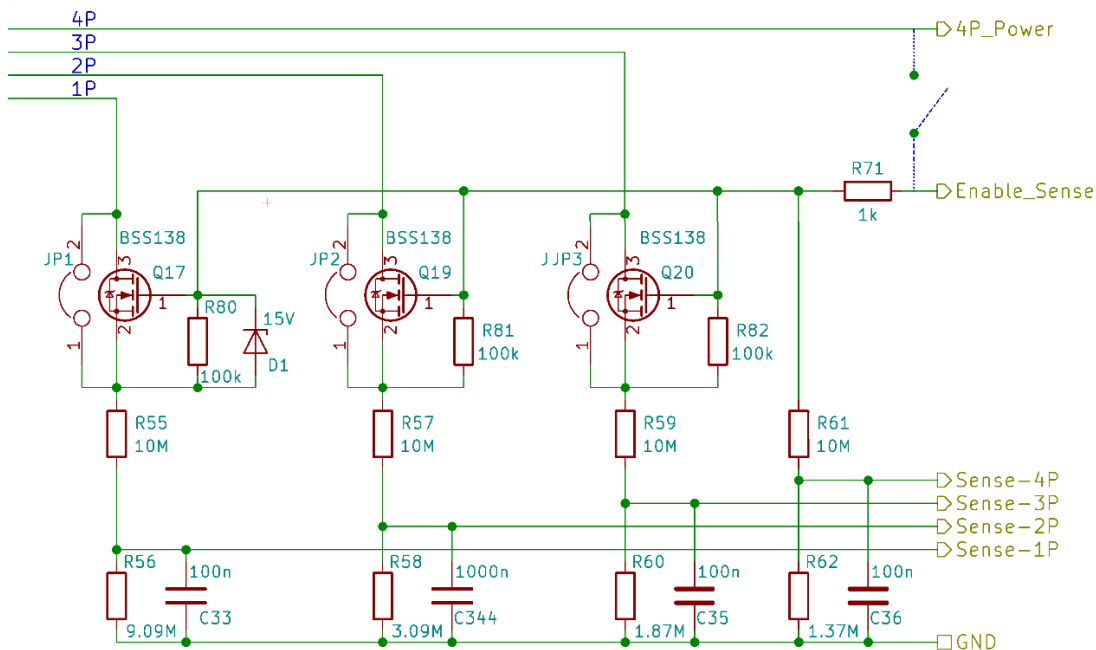 4P
4P_Power
3P
2P
1P
R71
1k
Enable_Sense
BSS138
BSS138
BSS138
JP1
2
3
Q17
JP2
2
3
Q19
JJP3
2
3
Q20
1
1
1
R80
15V
R81
R82
1
2
100k
D1
1
2
100k
1
2
100k
R55
10M
R57
10M
R59
10M
R61
10M
Sense-4P
Sense-3P
Sense-2P
Sense-1P
R56
100n
R58
1000n
R60
100n
R62
100n
C33
C344
C35
C36
9.09M
3.09M
1.87M
1.37M
GND